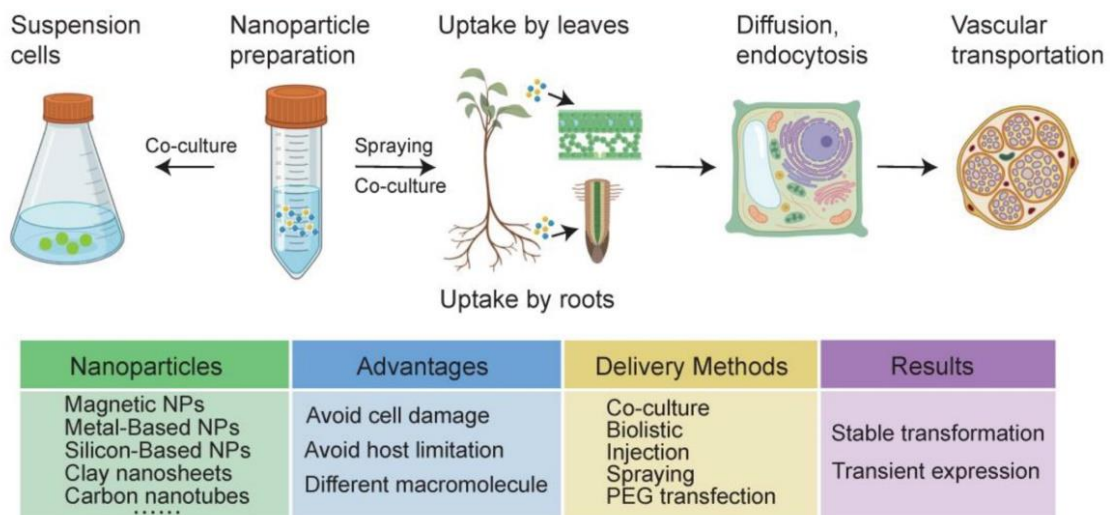 Suspension
cells
Nanoparticle
preparation
Uptake by leaves
Diffusion,
endocytosis
Vascular
transportation
Co-culture
Spraying
Co-culture
Uptake by roots
Nanoparticles
Magnetic NPs
Metal-Based NPs
Silicon-Based NPs
Clay nanosheets
Carbon nanotubes
……
Advantages
Avoid cell damage
Avoid host limitation
Different macromolecule
Delivery Methods
Co-culture
Biolistic
Injection
Spraying
PEG transfection
Results
Stable transformation
Transient expression